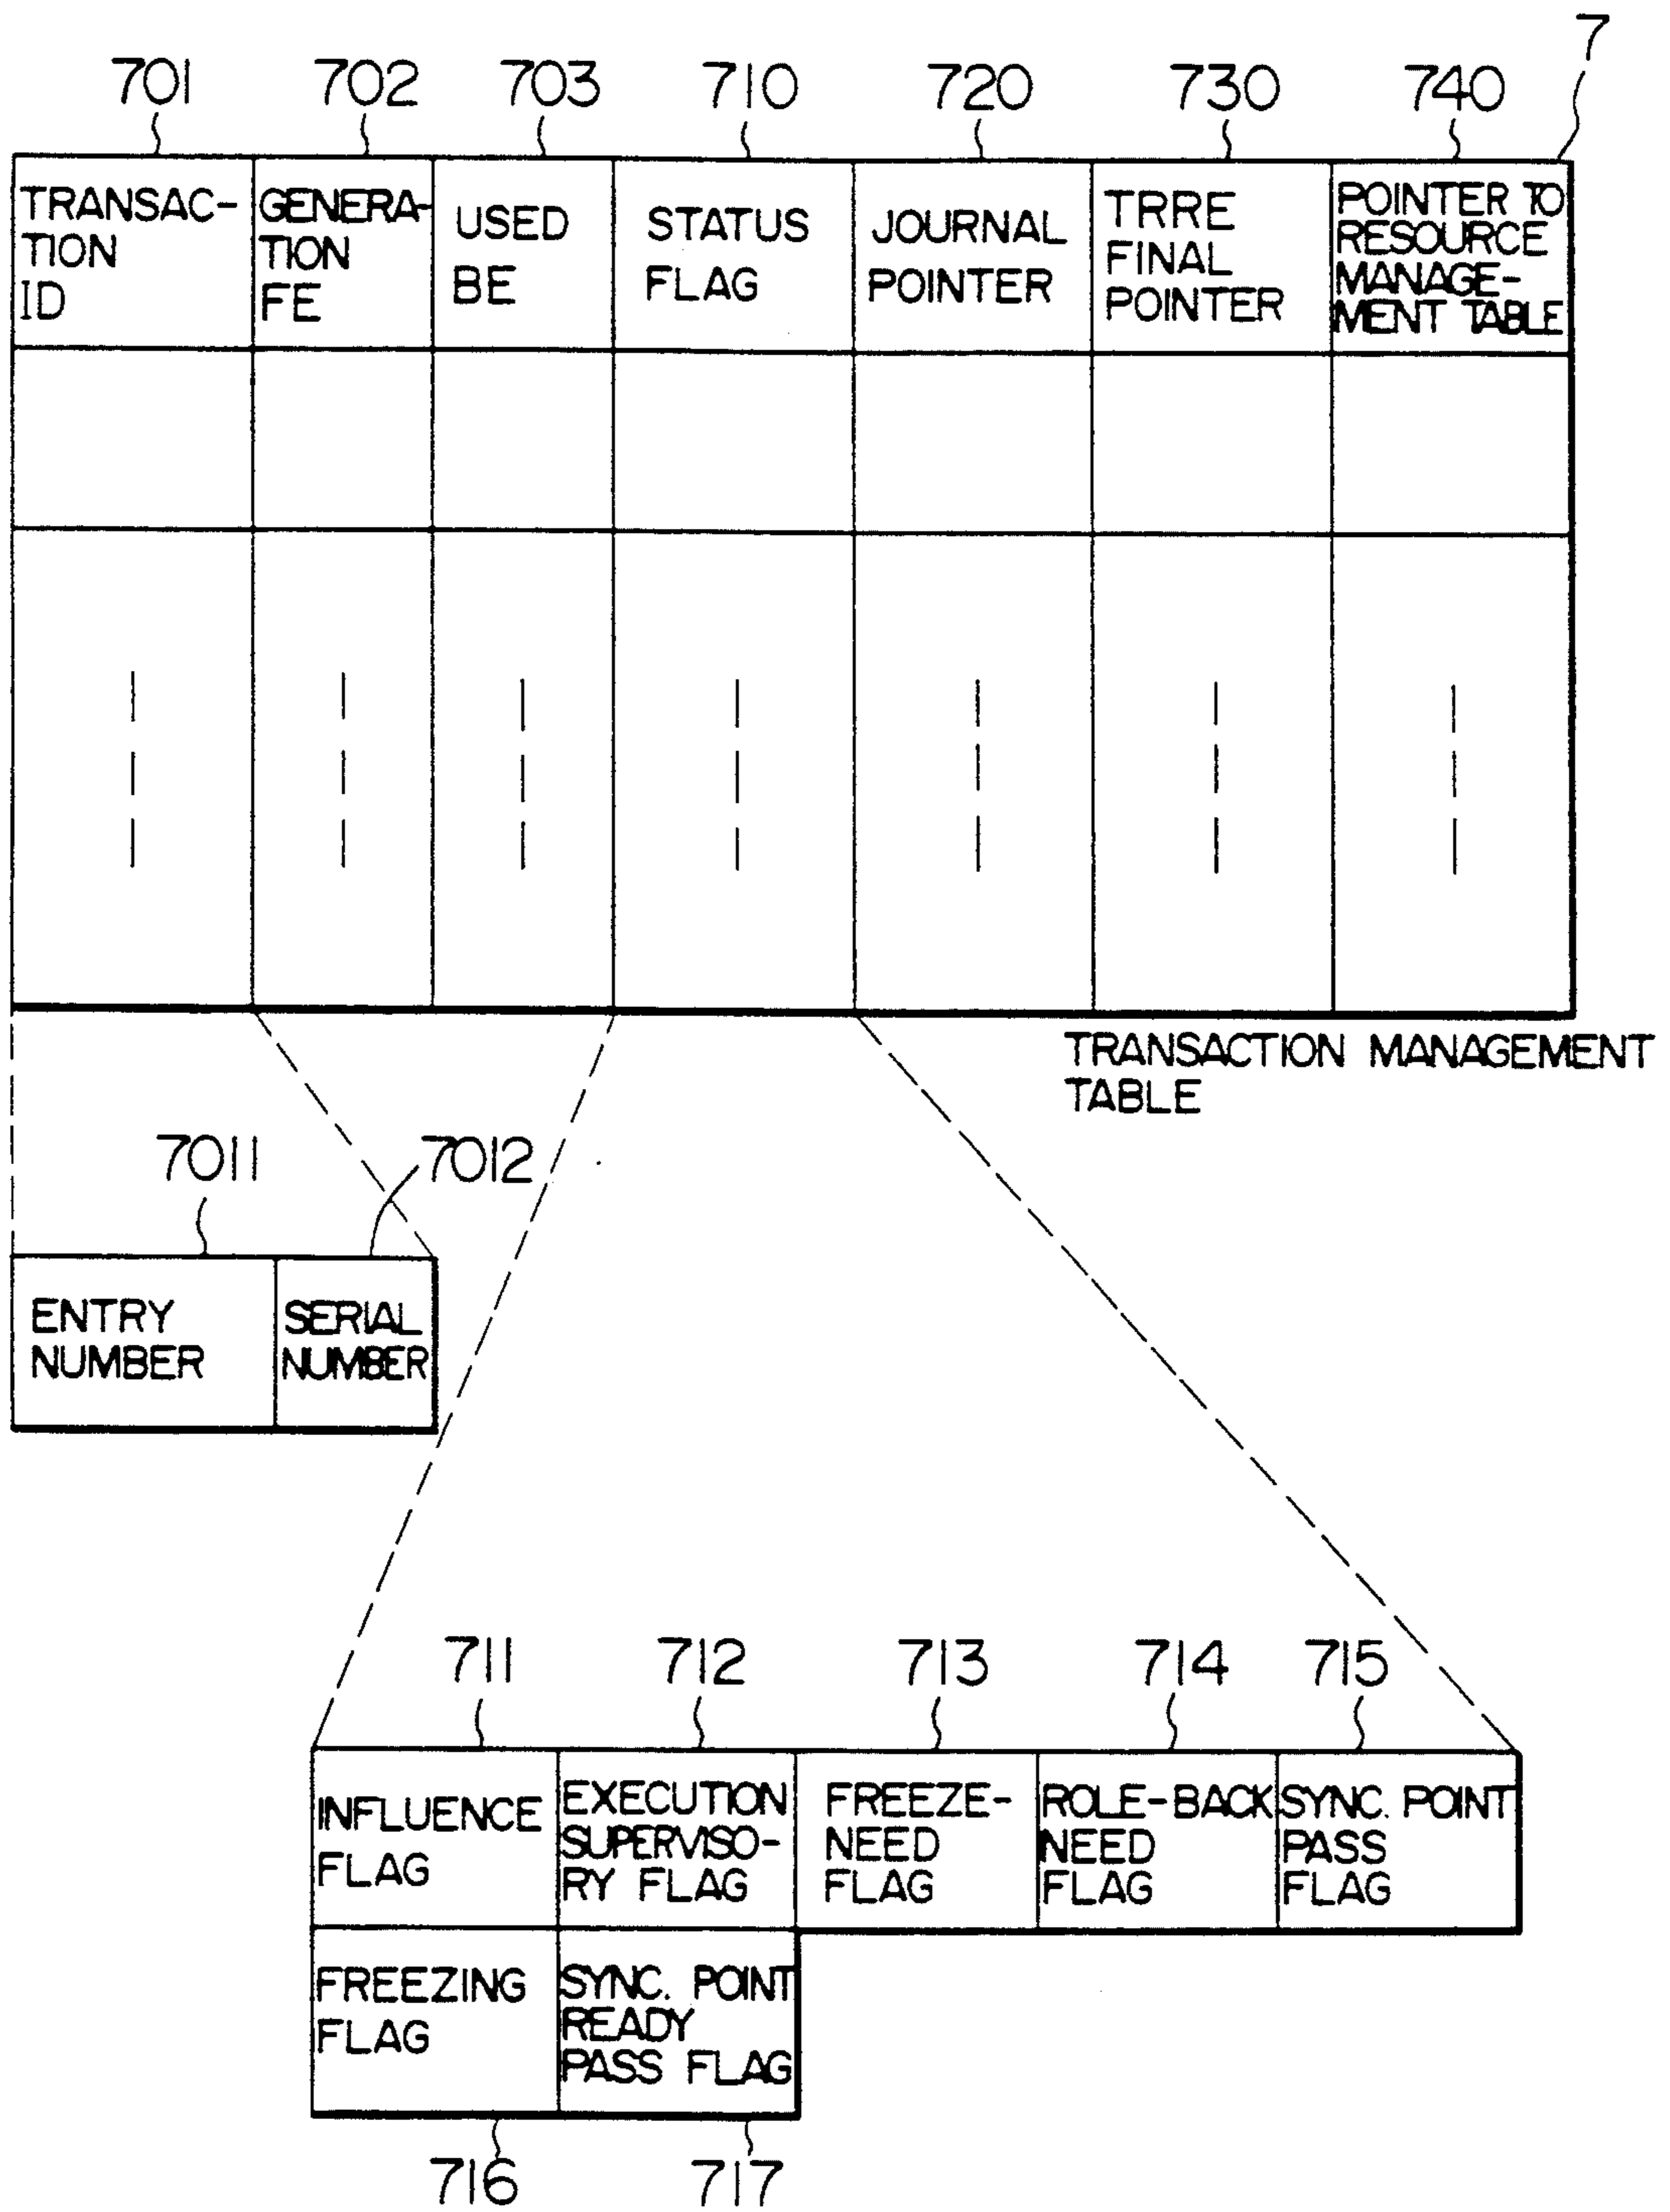 7
701 702 703 710 720 730 740
TRANSAC-
TION
ID
GENERA-
TION
FE
USED
BE
STATUS
FLAG
JOURNAL
POINTER
TRRE
FINAL
POINTER
POINTER TO
RESOURCE
MANAGE-
MENT TABLE
TRANSACTION MANAGEMENT
TABLE
7011 7012
ENTRY
NUMBER
SERIAL
NUMBER
711 712 713 714 715
INFLUENCE
FLAG
EXECUTION
SUPERVISO-
RY FLAG
FREEZE-
NEED
FLAG
ROLE-BACK
NEED
FLAG
SYNC. POINT
PASS
FLAG
FREEZING
FLAG
SYNC. POINT
READY
PASS FLAG
716 717